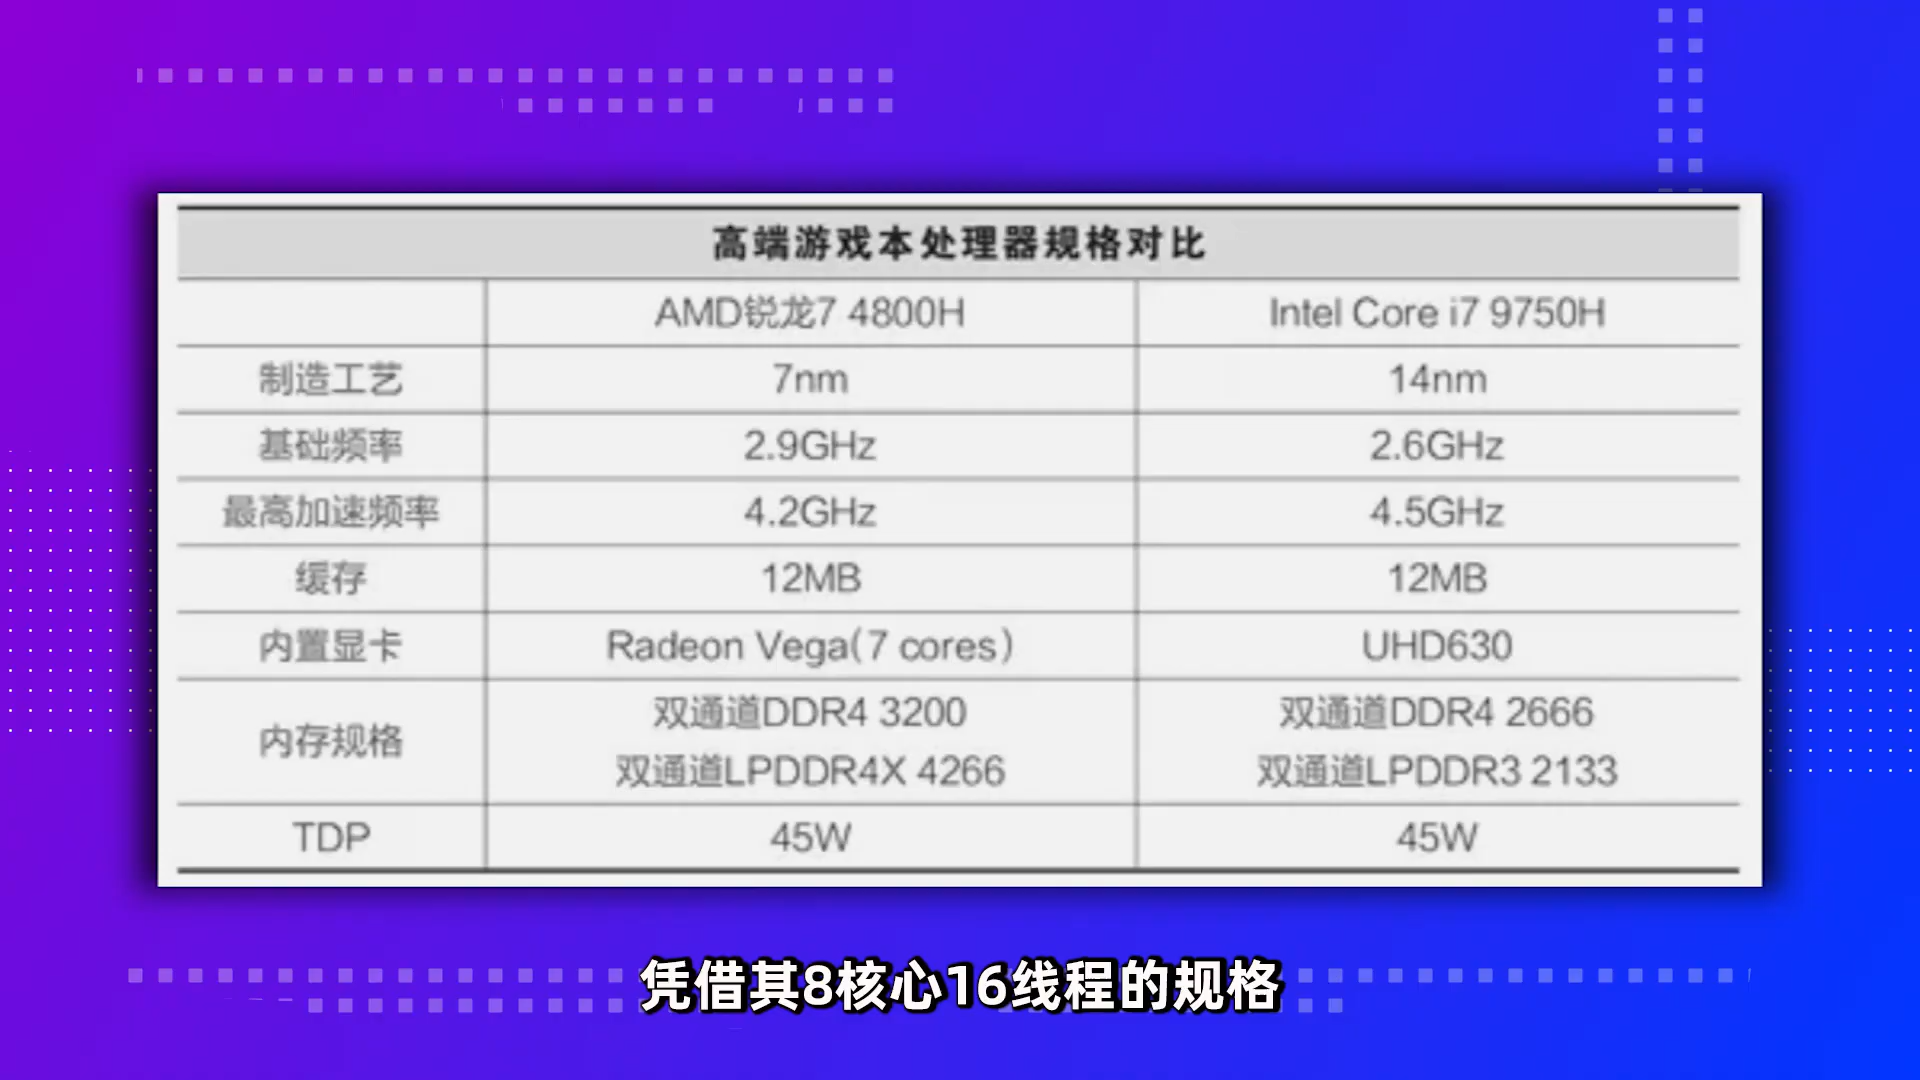 高端游戏本处理器规格对比
AMD锐龙7 4800H Intel Core i7 9750H
制造工艺 7nm 14nm
基础频率 2.9GHz 2.6GHz
最高加速频率 4.2GHz 4.5GHz
缓存 12MB 12MB
内置显卡 Radeon Vega(7 cores) UHD630
内存规格 双通道DDR4 3200 双通道DDR4 2666
双通道LPDDR4X 4266 双通道LPDDR3 2133
TDP 45W 45W
凭借其8核心16线程的规格